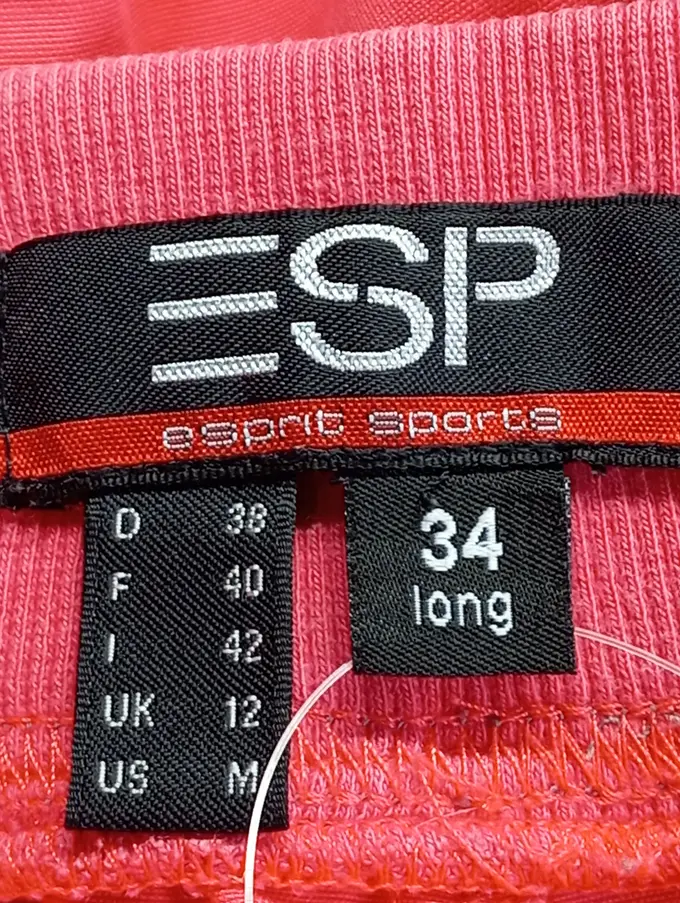 ESP
esprit sports
D 38
F 40
I 42
UK 12
US M
34
long